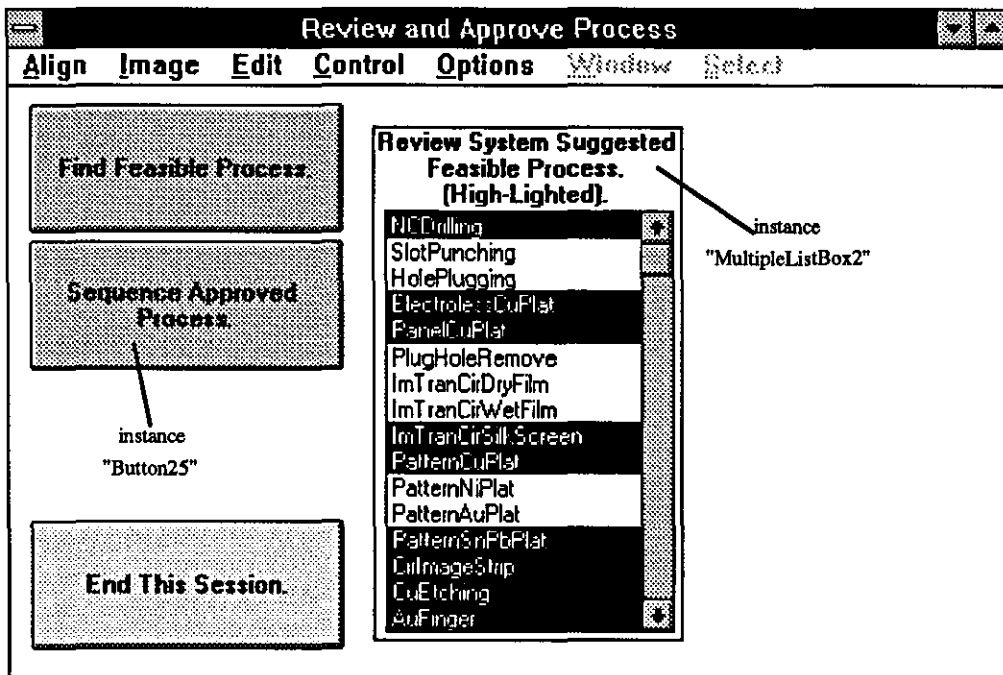 Review and Approve Process
Align Image Edit Control Options Window Select
Find Feasible Process.
Sequence Approved
Process.
instance
"Button25"
End This Session.
Review System Suggested
Feasible Process.
(High-Lighted).
NCDrilling
SlotPunching
HolePlugging
ElectrolessCuPlat
PanelCuPlat
PlugHoleRemove
ImTranCirDryFilm
ImTranCirWetFilm
ImTranCirSilkScreen
PatternCuPlat
PatternNiPlat
PatternAuPlat
PatternSnPbPlat
CirImageStrip
CuEtching
AuFinger
instance
"MultipleListBox2"